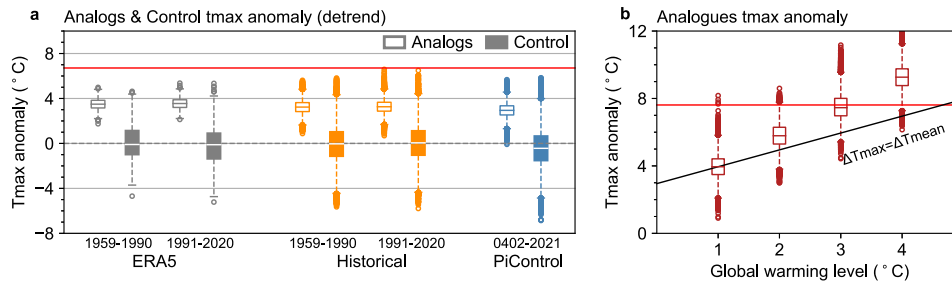 a Analogs & Control tmax anomaly (detrend)
Tmax anomaly (°C)
8
4
0
−4
−8
Analogs Control
1959-1990 1991-2020 1959-1990 1991-2020 0402-2021
ERA5 Historical PiControl
b Analogues tmax anomaly
Tmax anomaly (°C)
12
8
4
0
ΔTmax=ΔTmean
1 2 3 4
Global warming level (°C)